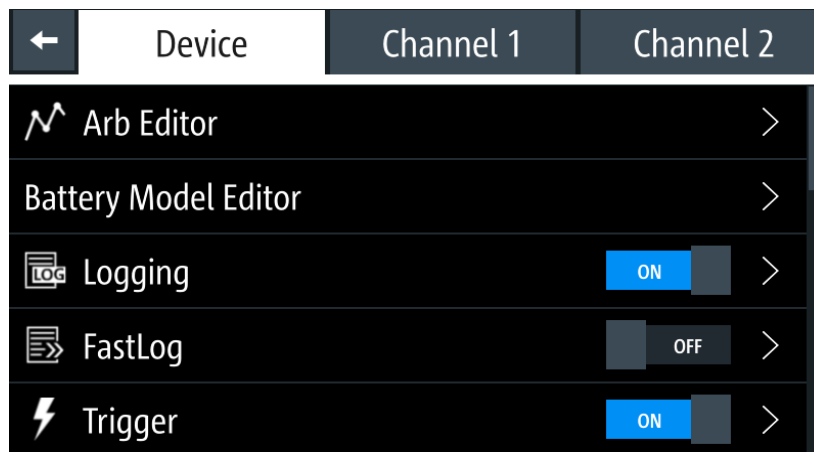 Device Channel 1 Channel 2
Arb Editor
Battery Model Editor
LOG Logging ON
FastLog OFF
Trigger ON